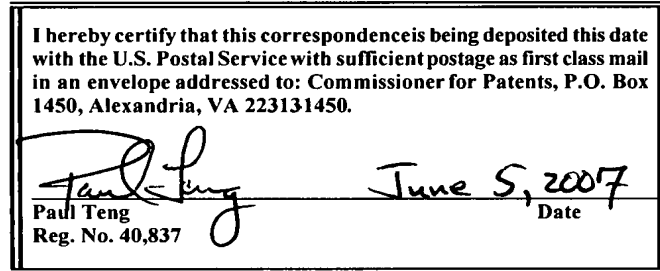 I hereby certify that this correspondenceis being deposited this date
with the U.S. Postal Service with sufficient postage as first class mail
in an envelope addressed to: Commissioner for Patents, P.O. Box
1450, Alexandria, VA 223131450.
Paul Teng June 5, 2007
Paul Teng Date
Reg. No. 40,837